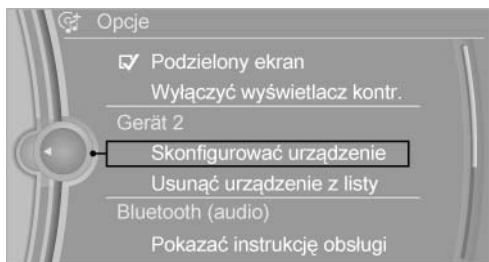 Opcje
Podzielony ekran
Wyłączyć wyświetlacz kontr.
Gerät 2
Skonfigurować urządzenie
Usunąć urządzenie z listy
Bluetooth (audio)
Pokazać instrukcję obsługi